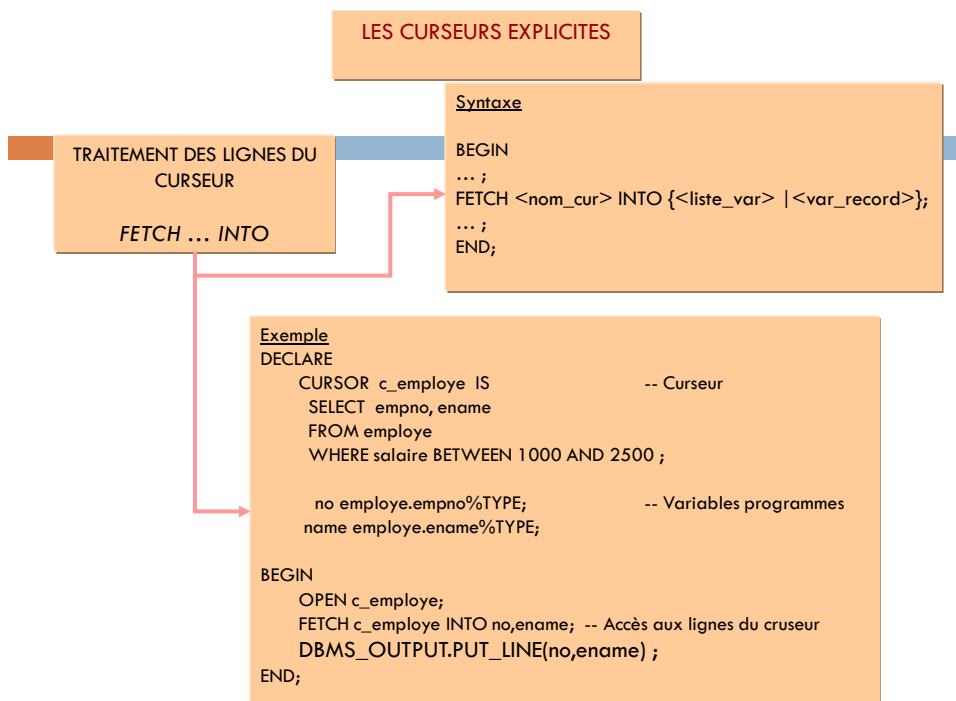 LES CURSEURS EXPLICITES
TRAITEMENT DES LIGNES DU
CURSEUR
FETCH … INTO
Syntaxe
BEGIN
… ;
FETCH <nom_cur> INTO {<liste_var> |<var_record>};
… ;
END;
Exemple
DECLARE
CURSOR c_employe IS -- Curseur
SELECT empno, ename
FROM employe
WHERE salaire BETWEEN 1000 AND 2500 ;
no employe.empno%TYPE; -- Variables programmes
name employe.ename%TYPE;
BEGIN
OPEN c_employe;
FETCH c_employe INTO no,ename; -- Accès aux lignes du cruseur
DBMS_OUTPUT.PUT_LINE(no,ename) ;
END;